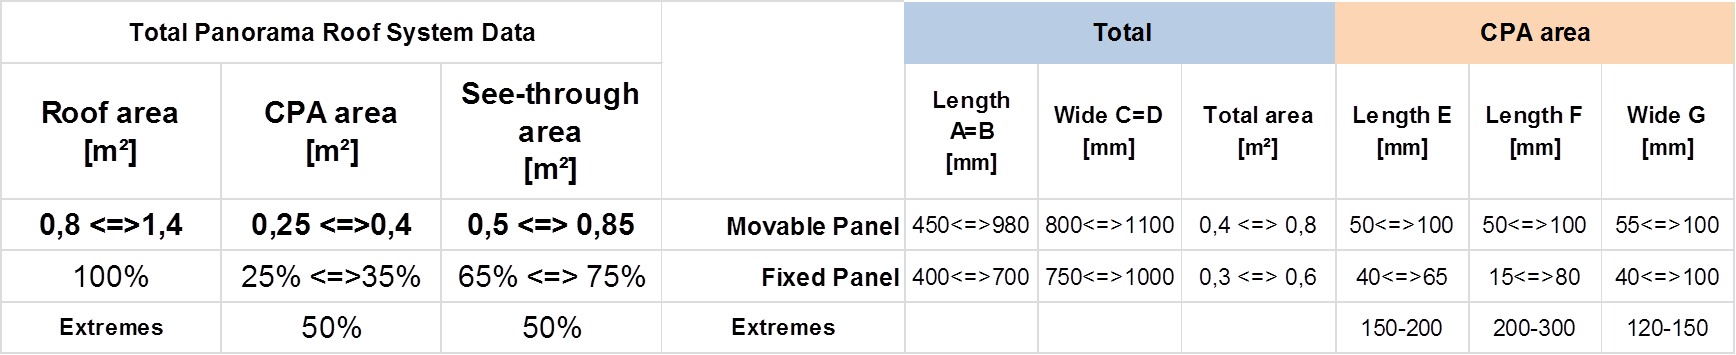 Total Panorama Roof System Data
Total
CPA area
Roof area
[m²]
CPA area
[m²]
See-through
area
[m²]
Length
A=B
[mm]
Wide C=D
[mm]
Total area
[m²]
Length E
[mm]
Length F
[mm]
Wide G
[mm]
0,8 <=>1,4
0,25 <=>0,4
0,5 <=> 0,85
Movable Panel
450<=>980
800<=>1100
0,4 <=> 0,8
50<=>100
50<=>100
55<=>100
100%
25% <=>35%
65% <=> 75%
Fixed Panel
400<=>700
750<=>1000
0,3 <=> 0,6
40<=>65
15<=>80
40<=>100
Extremes
50%
50%
Extremes
150-200
200-300
120-150